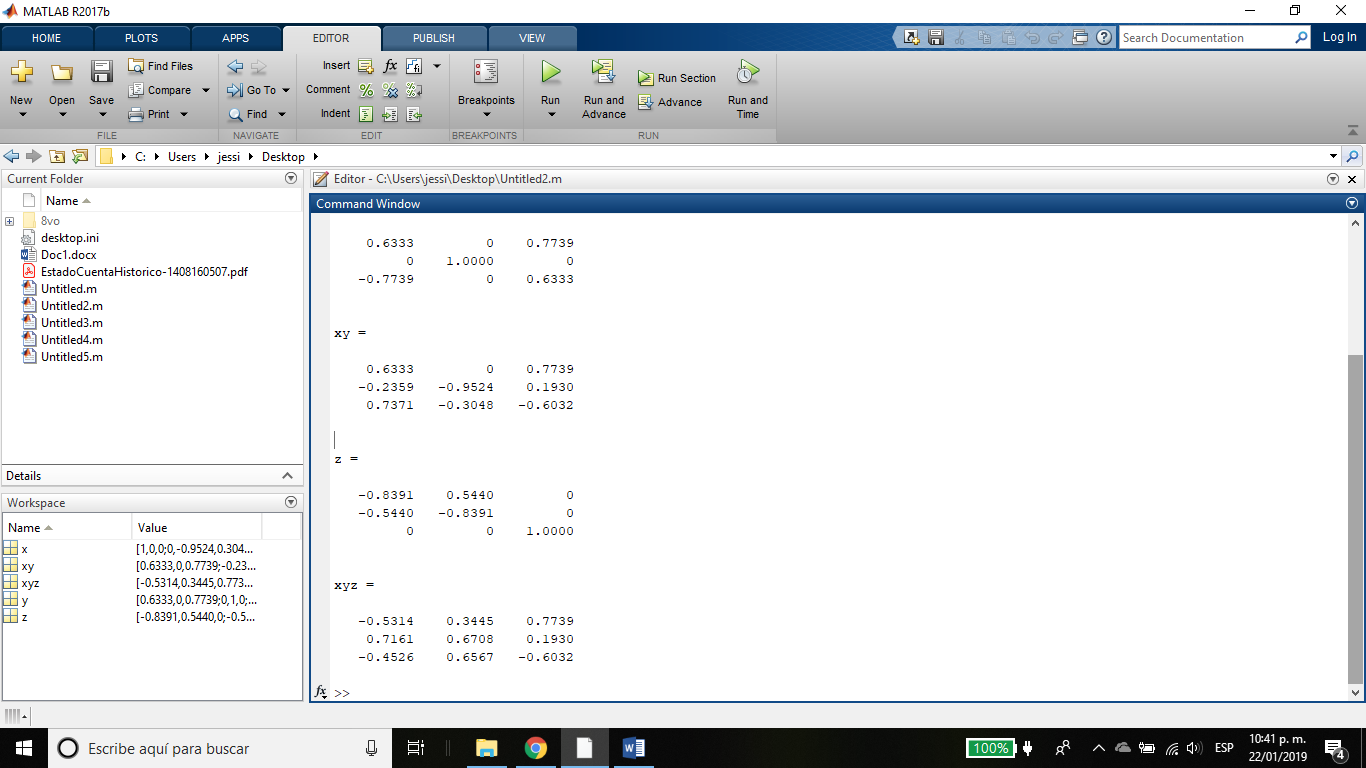 MATLAB R2017b
HOME PLOTS APPS EDITOR PUBLISH VIEW
Search Documentation Log In
New Open Save Find Files Compare Print
Go To Find
Insert fx
Comment
Indent
Breakpoints
Run Run and Advance Run Section Advance Run and Time
FILE NAVIGATE EDIT BREAKPOINTS RUN
C: Users jessi Desktop
Current Folder
Name
8vo
desktop.ini
Doc1.docx
EstadoCuentaHistorico-1408160507.pdf
Untitled.m
Untitled2.m
Untitled3.m
Untitled4.m
Untitled5.m
Details
Workspace
Name Value
x [1,0,0;0,-0.9524,0.304...
xy [0.6333,0,0.7739;-0.23...
xyz [-0.5314,0.3445,0.773...
y [0.6333,0,0.7739;0,1,0;...
z [-0.8391,0.5440,0;-0.5...
Editor - C:\Users\jessi\Desktop\Untitled2.m
Command Window
0.6333 0 0.7739
0 1.0000 0
-0.7739 0 0.6333
xy =
0.6333 0 0.7739
-0.2359 -0.9524 0.1930
0.7371 -0.3048 -0.6032
z =
-0.8391 0.5440 0
-0.5440 -0.8391 0
0 0 1.0000
xyz =
-0.5314 0.3445 0.7739
0.7161 0.6708 0.1930
-0.4526 0.6567 -0.6032
fx >>
Escribe aquí para buscar
100%
ESP
10:41 p. m.
22/01/2019
4